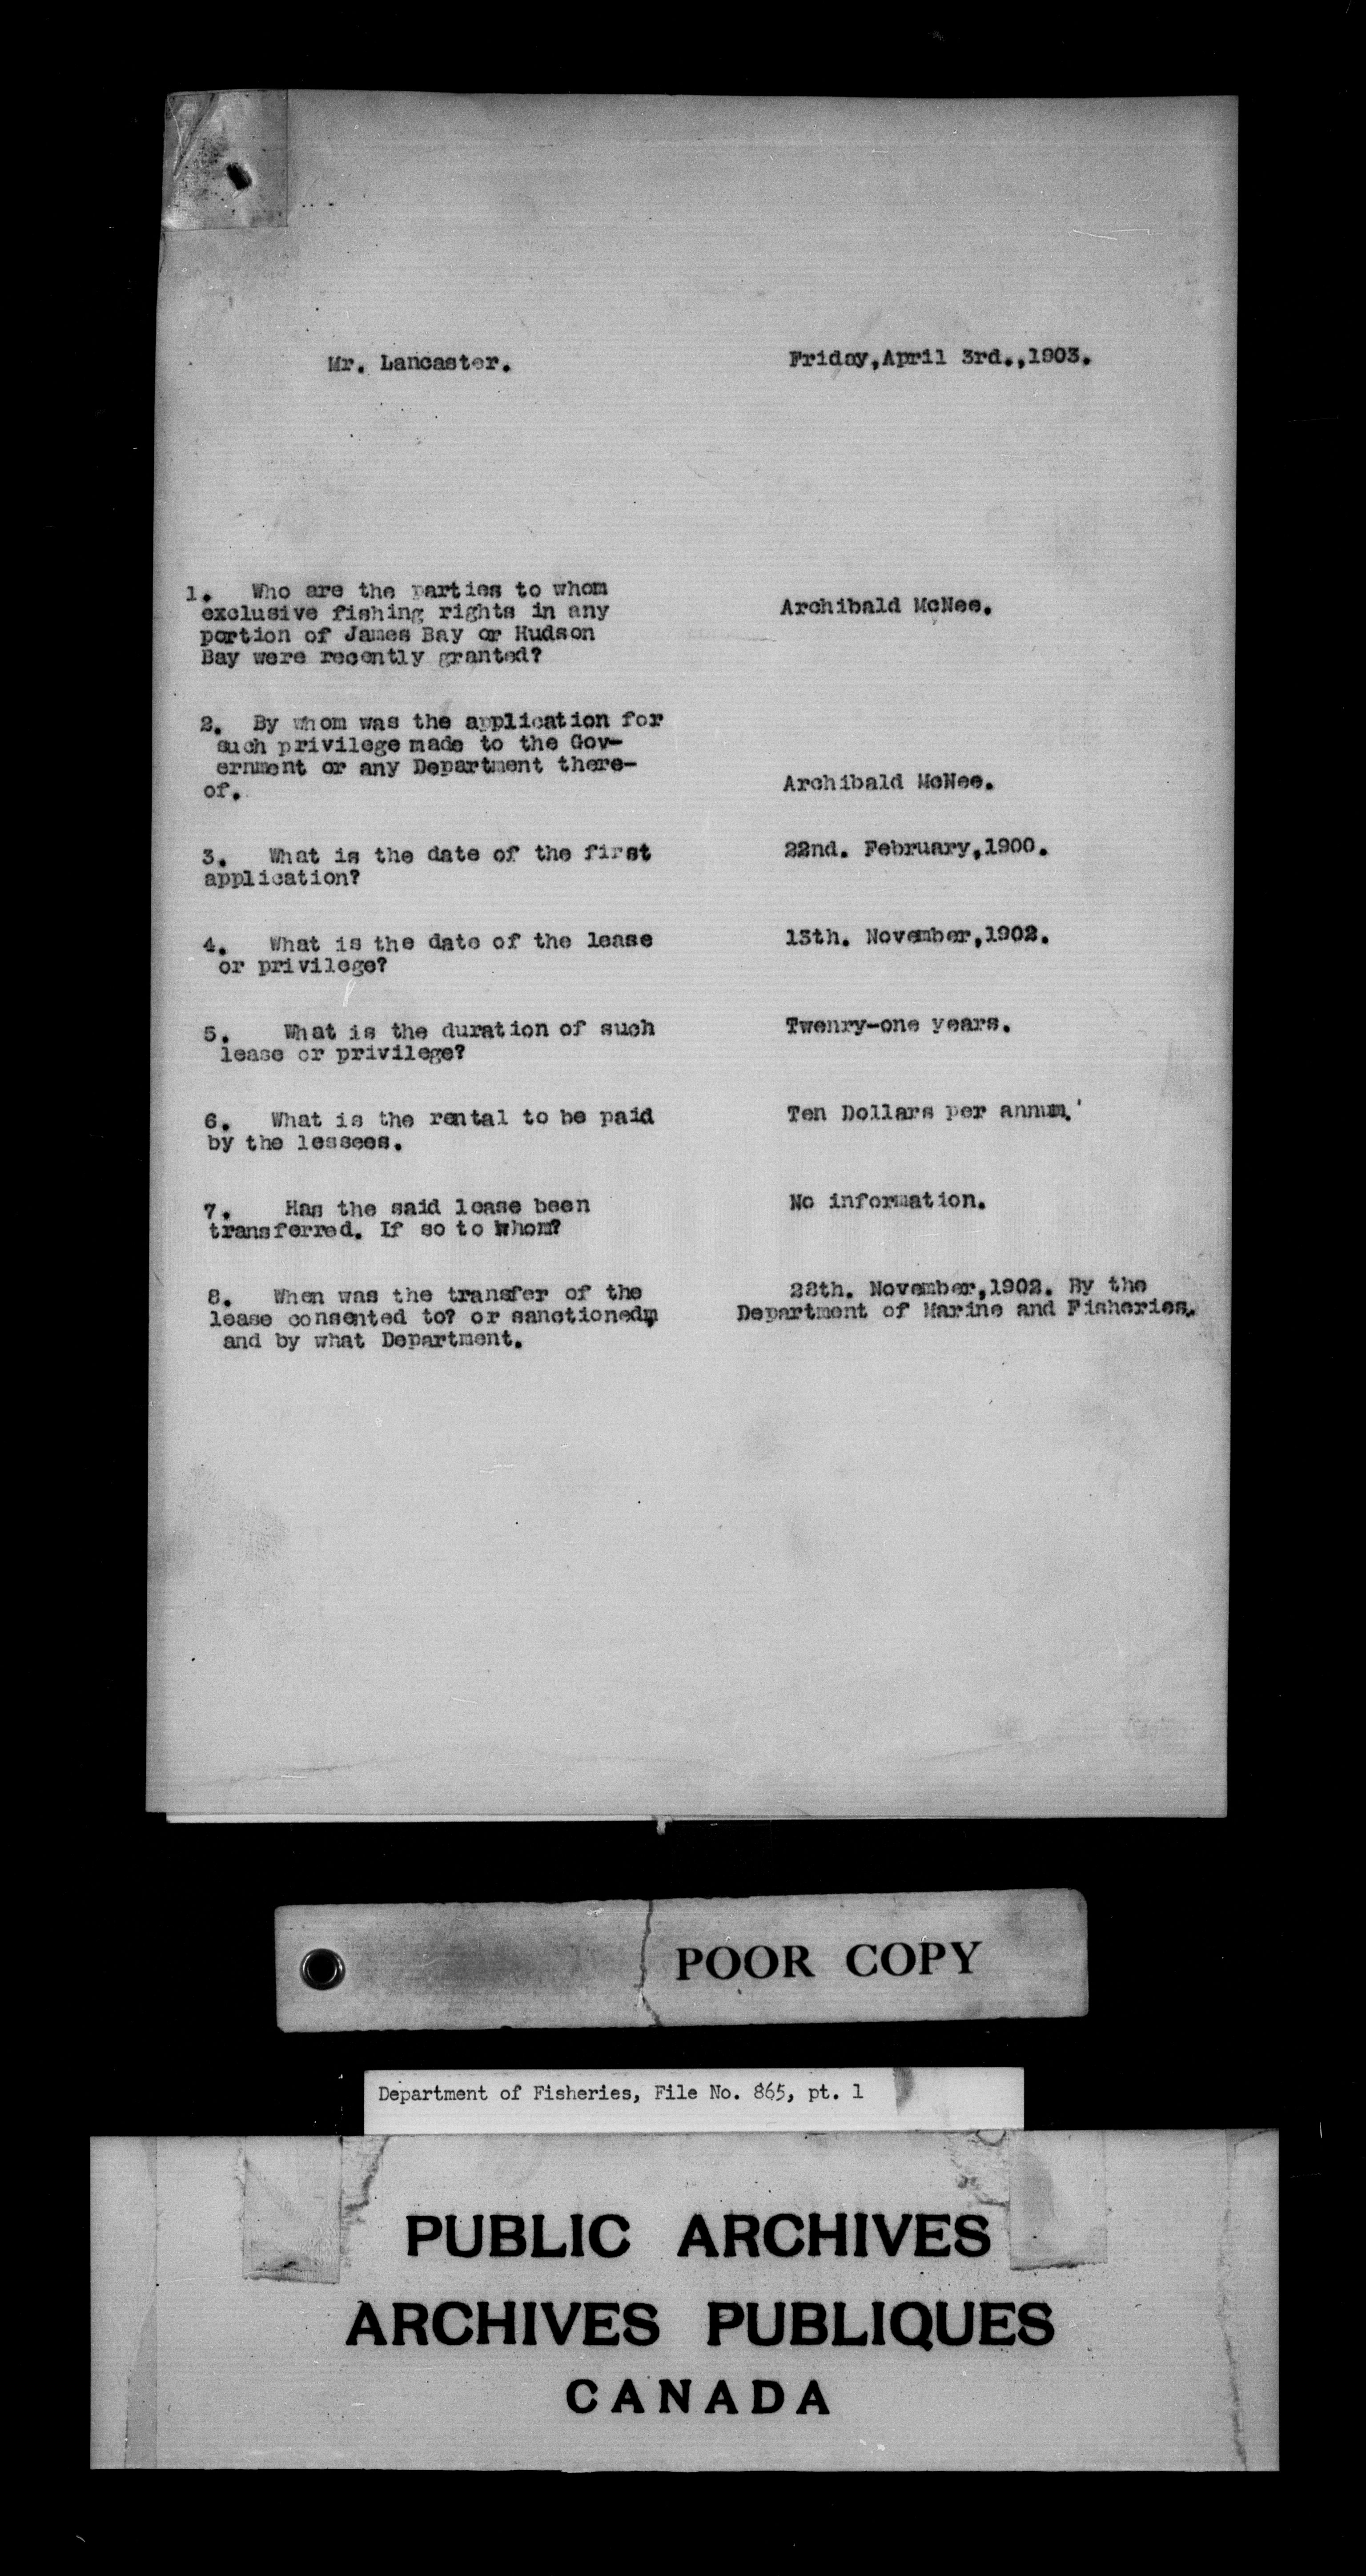 Mr. Lancaster.
Friday,April 3rd.,1903.
1. Who are the parties to whom
exclusive fishing rights in any
portion of James Bay or Hudson
Bay were recently granted?
Archibald McNee.
2. By whom was the application for
such privilege made to the Gov-
ernment or any Department there-
of.
Archibald McNee.
3. What is the date of the first
application?
22nd. February,1900.
4. What is the date of the lease
or privilege?
13th. November,1902.
5. What is the duration of such
lease or privilege?
Twenry-one years.
6. What is the rental to be paid
by the lessees.
Ten Dollars per annum.
7. Has the said lease been
transferred. If so to whom?
No information.
8. When was the transfer of the
lease consented to? or sanctioned
and by what Department.
28th. November,1902. By the
Department of Marine and Fisheries.
POOR COPY
Department of Fisheries, File No. 865, pt. 1
PUBLIC ARCHIVES
ARCHIVES PUBLIQUES
CANADA